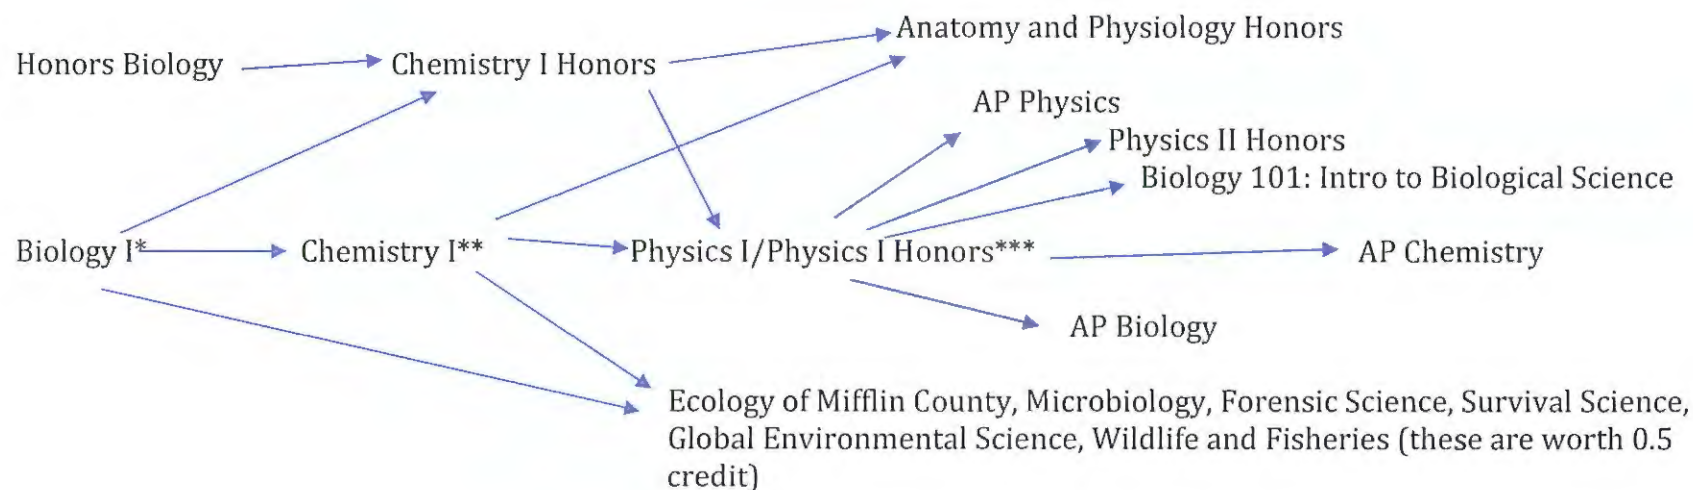 Anatomy and Physiology Honors
Honors Biology
Chemistry I Honors
AP Physics
Physics II Honors
Biology 101: Intro to Biological Science
Biology I*
Chemistry I**
Physics I/Physics I Honors***
AP Chemistry
AP Biology
Ecology of Mifflin County, Microbiology, Forensic Science, Survival Science,
Global Environmental Science, Wildlife and Fisheries (these are worth 0.5
credit)